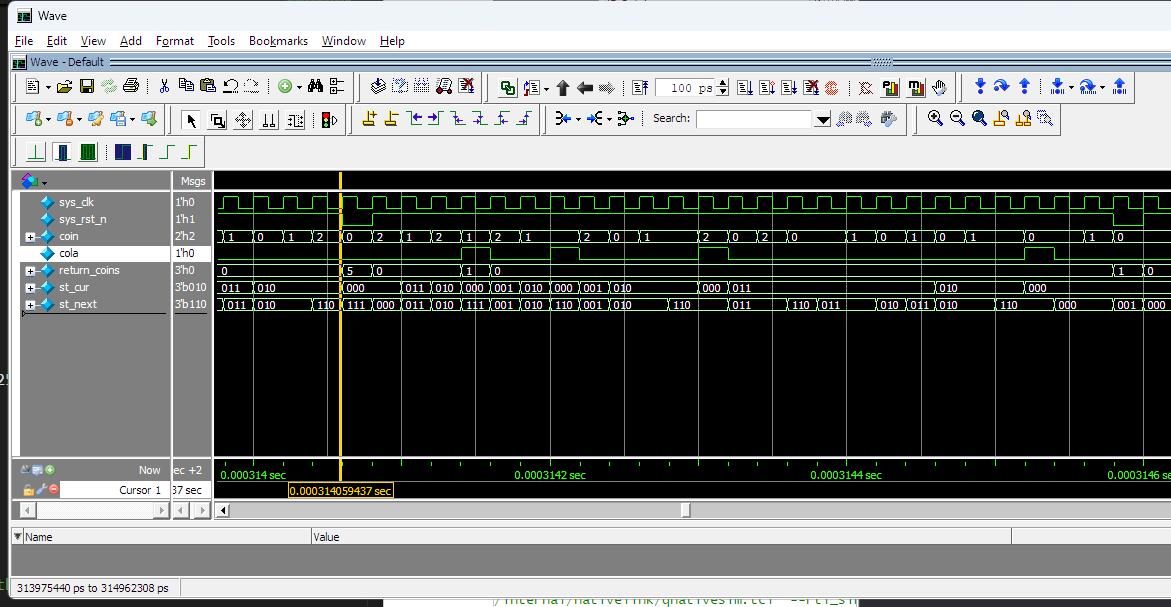 Wave
File Edit View Add Format Tools Bookmarks Window Help
Wave - Default
100 ps
Search:
Msgs
sys_clk 1'h0
sys_rst_n 1'h1
coin 2'h2 1 0 1 2 0 2 1 2 1 2 1 2 0 1 2 0 2 0 1 0 1 0 1 0 1 0
cola 1'h0
return_coins 3'h0 0 5 0 1 0 1 0
st_cur 3'b010 011 010 000 011 010 000 001 010 000 001 010 000 011 010 000
st_next 3'b110 011 010 110 111 000 011 010 111 001 010 110 001 010 110 011 110 011 010 011 010 110 000 001 000
Now ec +2 0.000314 sec 0.0003142 sec 0.0003144 sec 0.0003146 se
Cursor 1 37 sec 0.000314059437 sec
Name Value
313975440 ps to 314962308 ps